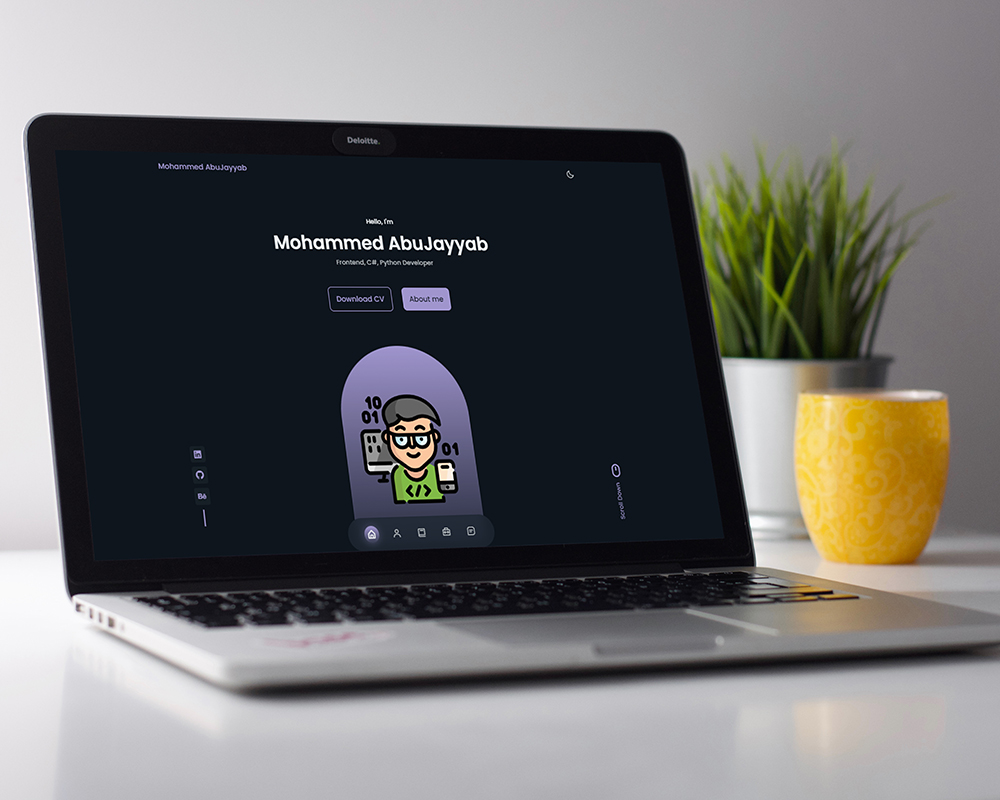 Deloitte.
Mohammed AbuJayyab
Hello, I'm
Mohammed AbuJayyab
Frontend, C#, Python Developer
Download CV
About me
10
01
01
</>
in
Bē
Scroll Down